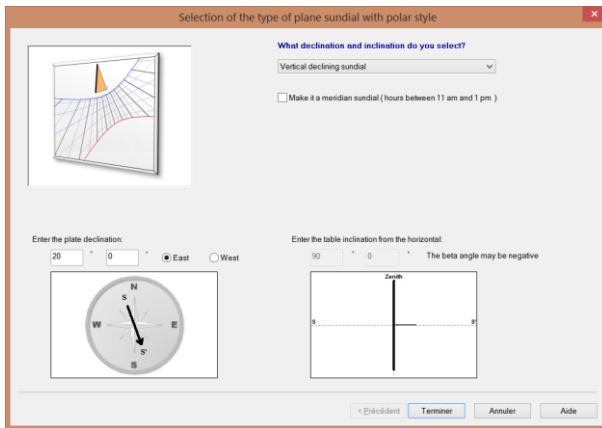 Selection of the type of plane sundial with polar style
What declination and inclination do you select?
Vertical declining sundial
Make it a meridian sundial ( hours between 11 am and 1 pm )
Enter the plate declination:
20 ° 0 ' East West
Enter the table inclination from the horizontal:
90 ° 0 ' The beta angle may be negative
N
S
W E
S'
S
Zenith
S S'
< Précédent Terminer Annuler Aide